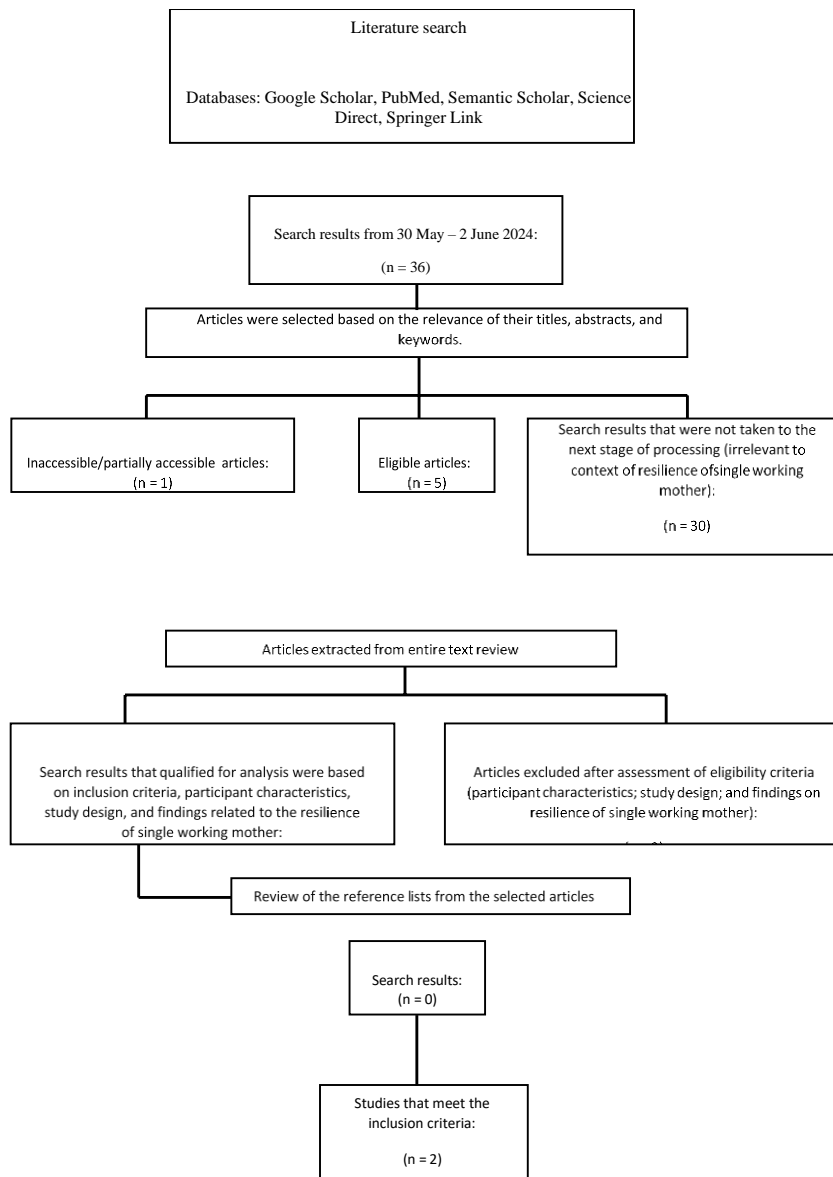 Literature search
Databases: Google Scholar, PubMed, Semantic Scholar, Science
Direct, Springer Link
Search results from 30 May – 2 June 2024:
(n = 36)
Articles were selected based on the relevance of their titles, abstracts, and
keywords.
Inaccessible/partially accessible articles:
(n = 1)
Eligible articles:
(n = 5)
Search results that were not taken to the
next stage of processing (irrelevant to
context of resilience ofsingle working
mother):
(n = 30)
Articles extracted from entire text review
Search results that qualified for analysis were based
on inclusion criteria, participant characteristics,
study design, and findings related to the resilience
of single working mother:
Articles excluded after assessment of eligibility criteria
(participant characteristics; study design; and findings on
resilience of single working mother):
Review of the reference lists from the selected articles
Search results:
(n = 0)
Studies that meet the
inclusion criteria:
(n = 2)